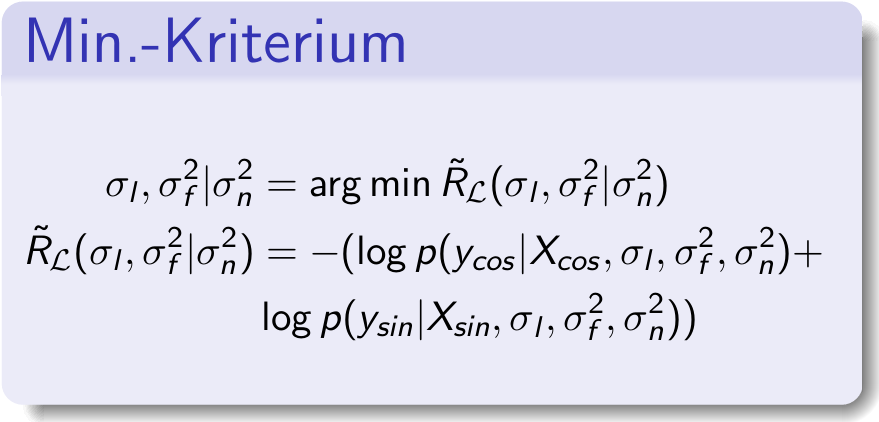 Min.-Kriterium
σ_l, σ_f^2|σ_n^2 = arg min R̃_ℒ(σ_l, σ_f^2|σ_n^2)
R̃_ℒ(σ_l, σ_f^2|σ_n^2) = −(log p(y_cos|X_cos, σ_l, σ_f^2, σ_n^2)+
log p(y_sin|X_sin, σ_l, σ_f^2, σ_n^2))